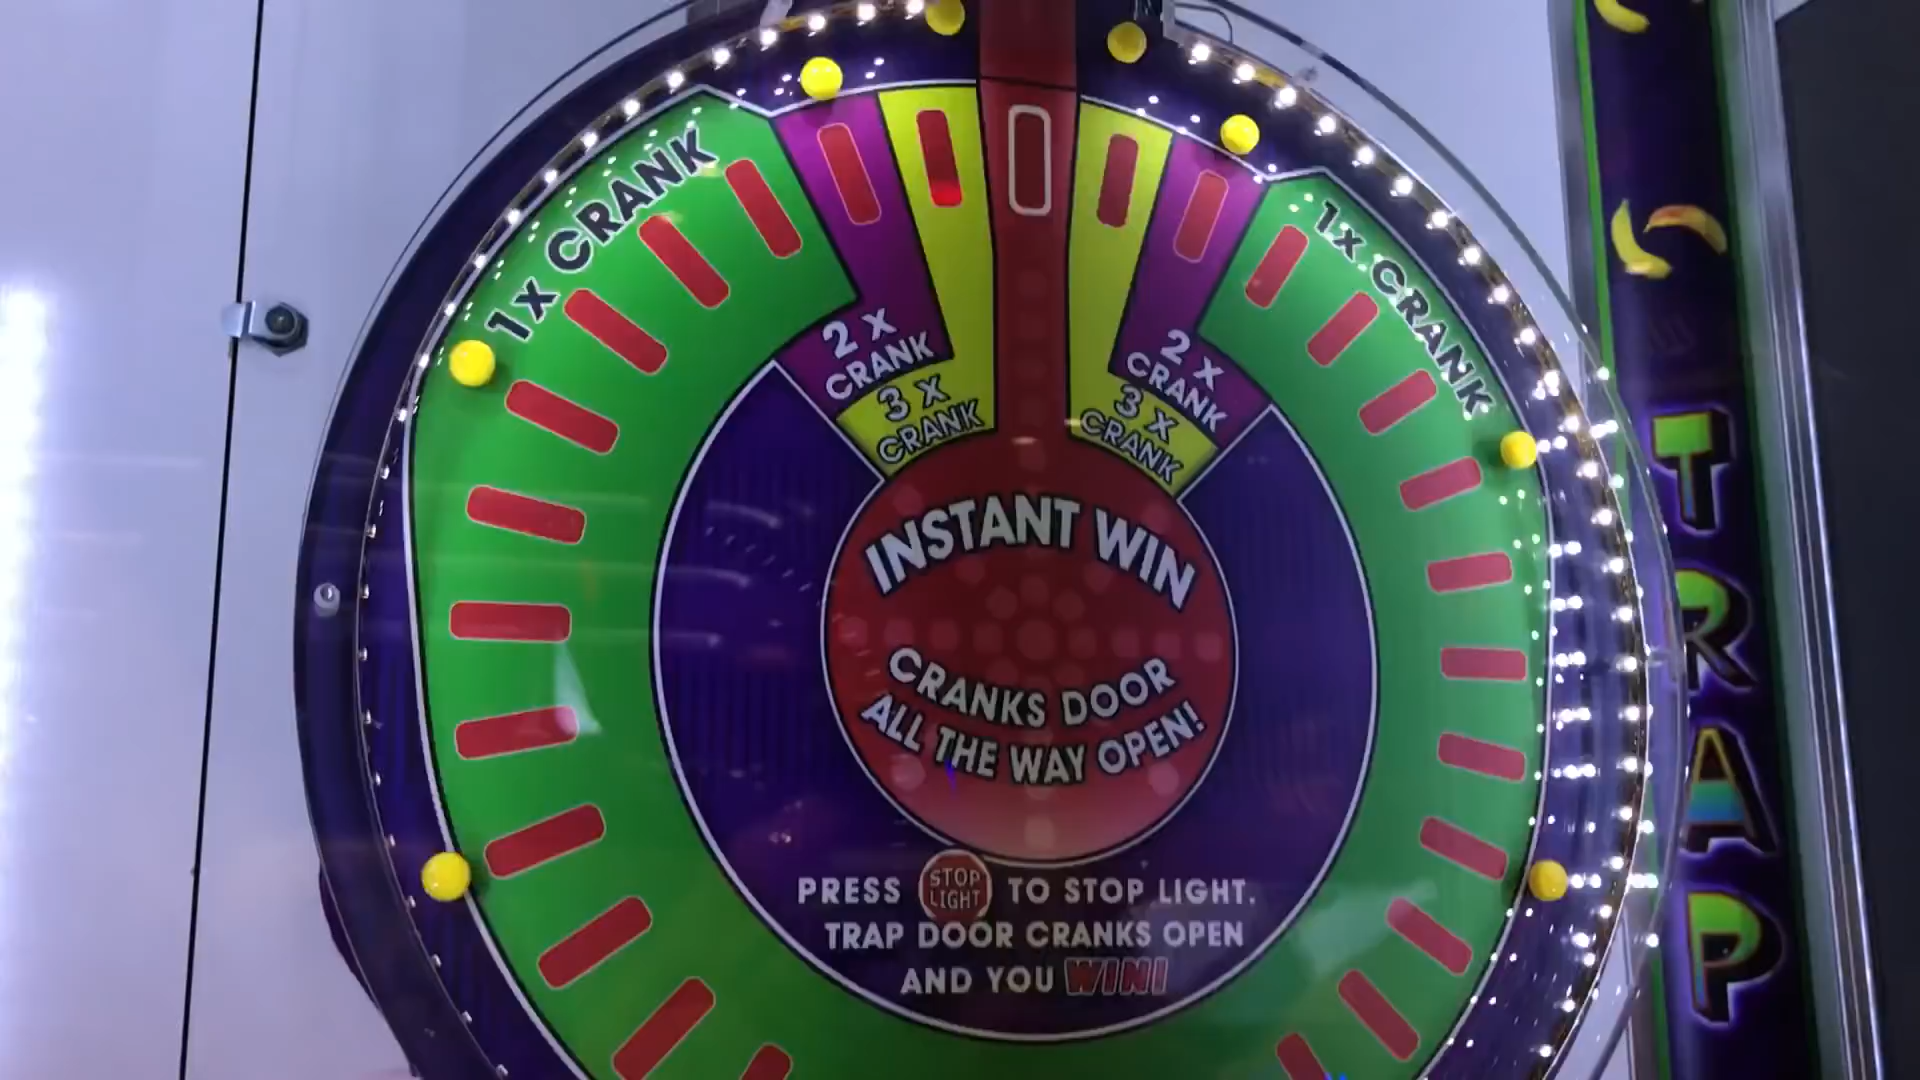 1x CRANK
1x CRANK
2 x
CRANK
3 x
CRANK
2 x
CRANK
3 x
CRANK
INSTANT WIN
CRANKS DOOR
ALL THE WAY OPEN!
PRESS STOP LIGHT TO STOP LIGHT.
TRAP DOOR CRANKS OPEN
AND YOU WIN!
TRAP